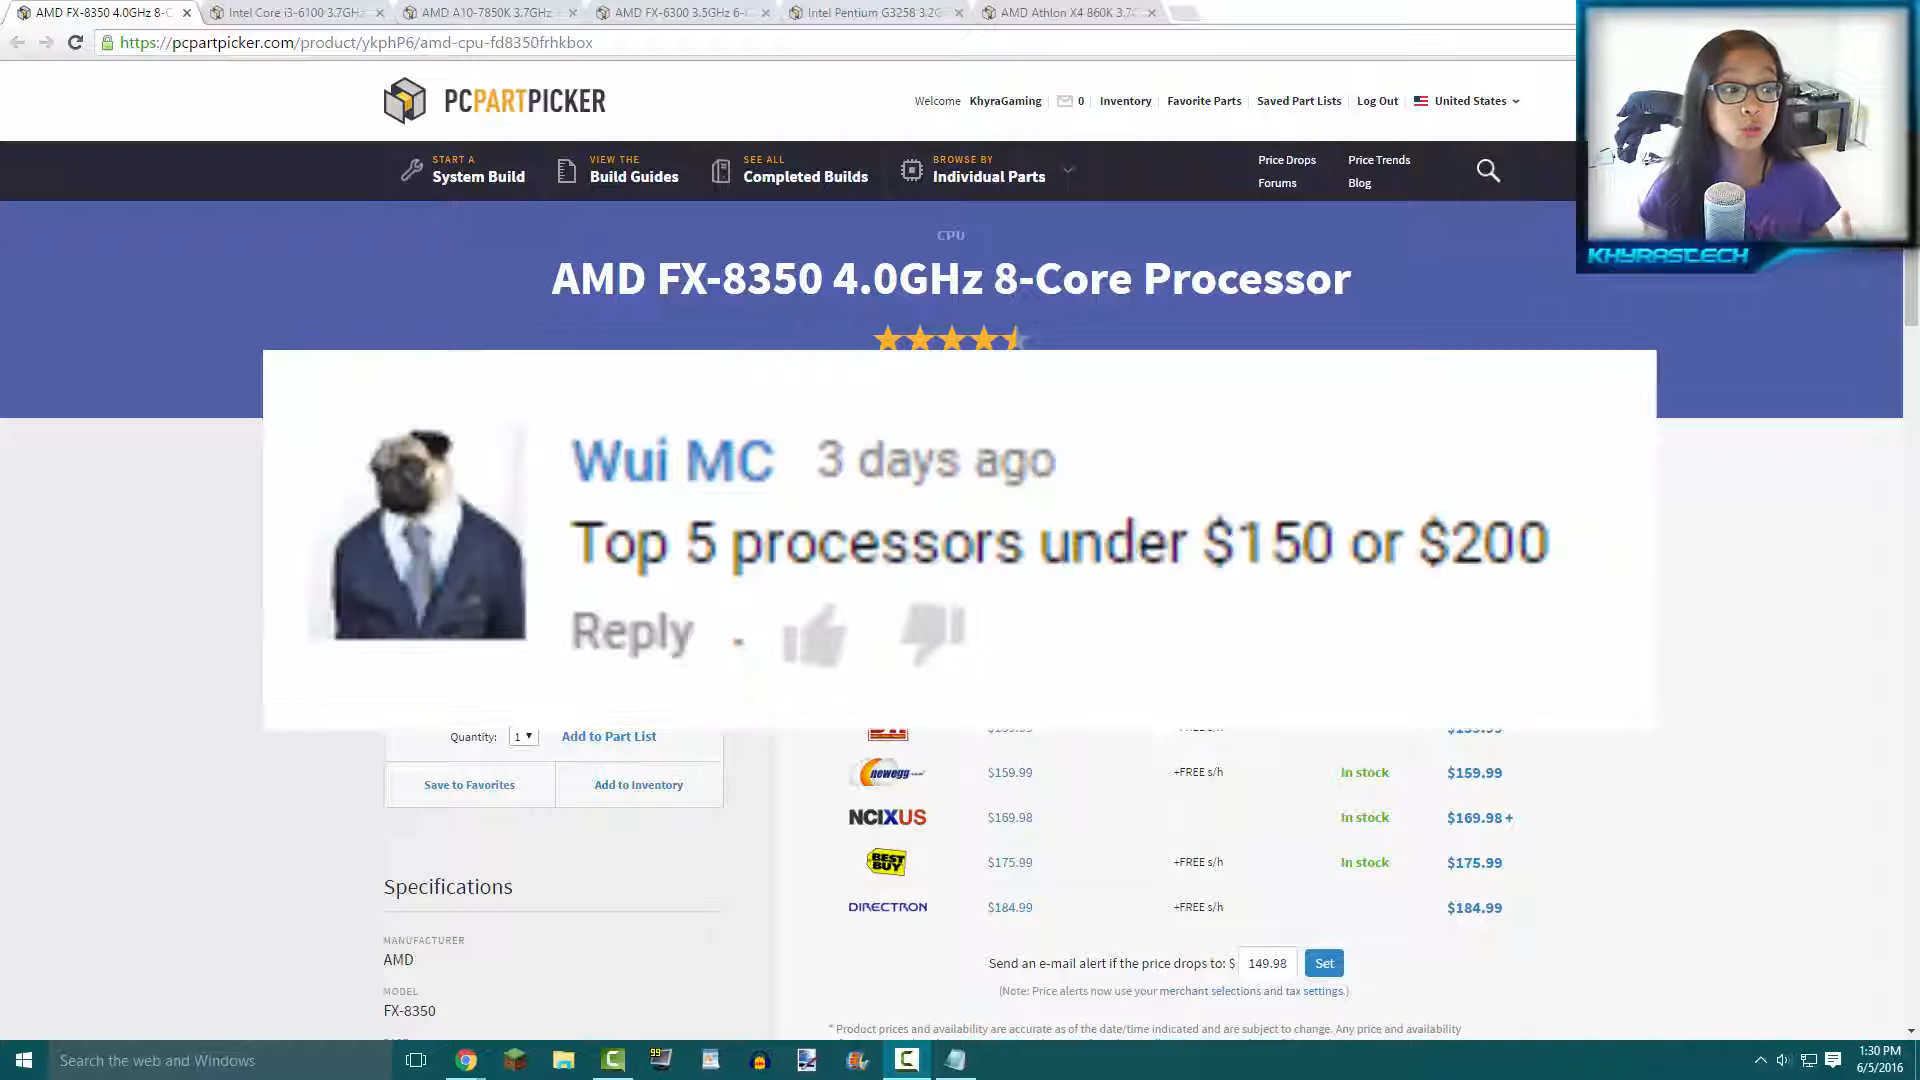 AMD FX-8350 4.0GHz 8-C
Intel Core i3-6100 3.7GHz
AMD A10-7850K 3.7GHz
AMD FX-6300 3.5GHz 6-
Intel Pentium G3258 3.2G
AMD Athlon X4 860K 3.7
https://pcpartpicker.com/product/ykphP6/amd-cpu-fd8350frhkbox
PCPARTPICKER
Welcome KhyraGaming 0 Inventory Favorite Parts Saved Part Lists Log Out United States
START A
System Build
VIEW THE
Build Guides
SEE ALL
Completed Builds
BROWSE BY
Individual Parts
Price Drops Price Trends
Forums Blog
KHYRASTECH
CPU
AMD FX-8350 4.0GHz 8-Core Processor
Wui MC 3 days ago
Top 5 processors under $150 or $200
Reply
Quantity: 1 Add to Part List
Save to Favorites Add to Inventory
newegg.com $159.99 +FREE s/h In stock $159.99
NCIXUS $169.98 In stock $169.98+
BEST BUY $175.99 +FREE s/h In stock $175.99
DIRECTRON $184.99 +FREE s/h $184.99
Specifications
MANUFACTURER
AMD
MODEL
FX-8350
Send an e-mail alert if the price drops to: $ 149.98 Set
(Note: Price alerts now use your merchant selections and tax settings.)
* Product prices and availability are accurate as of the date/time indicated and are subject to change. Any price and availability
Search the web and Windows
99
1:30 PM
6/5/2016